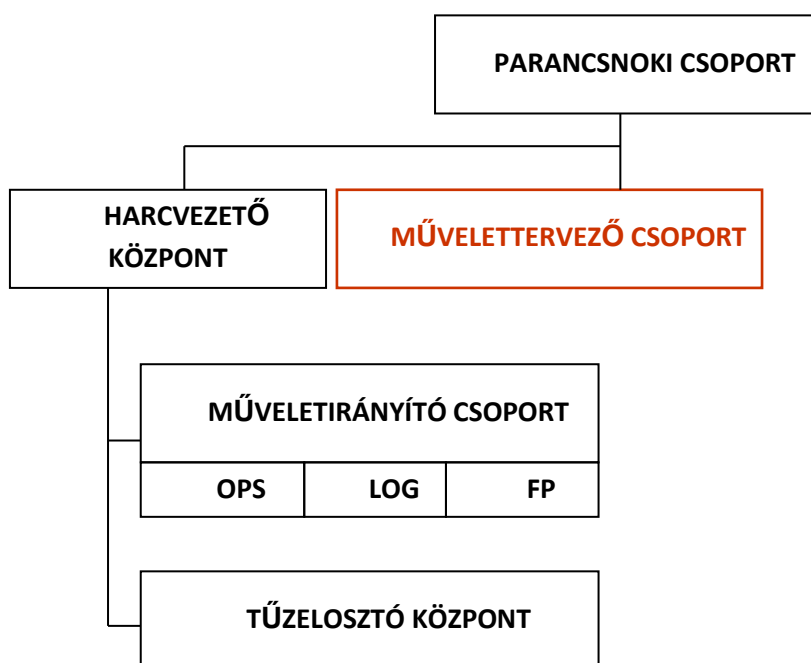 PARANCSNOKI CSOPORT
HARCVEZETŐ
KÖZPONT
MŰVELETTERVEZŐ CSOPORT
MŰVELETIRÁNYÍTÓ CSOPORT
OPS LOG FP
TŰZELOSZTÓ KÖZPONT